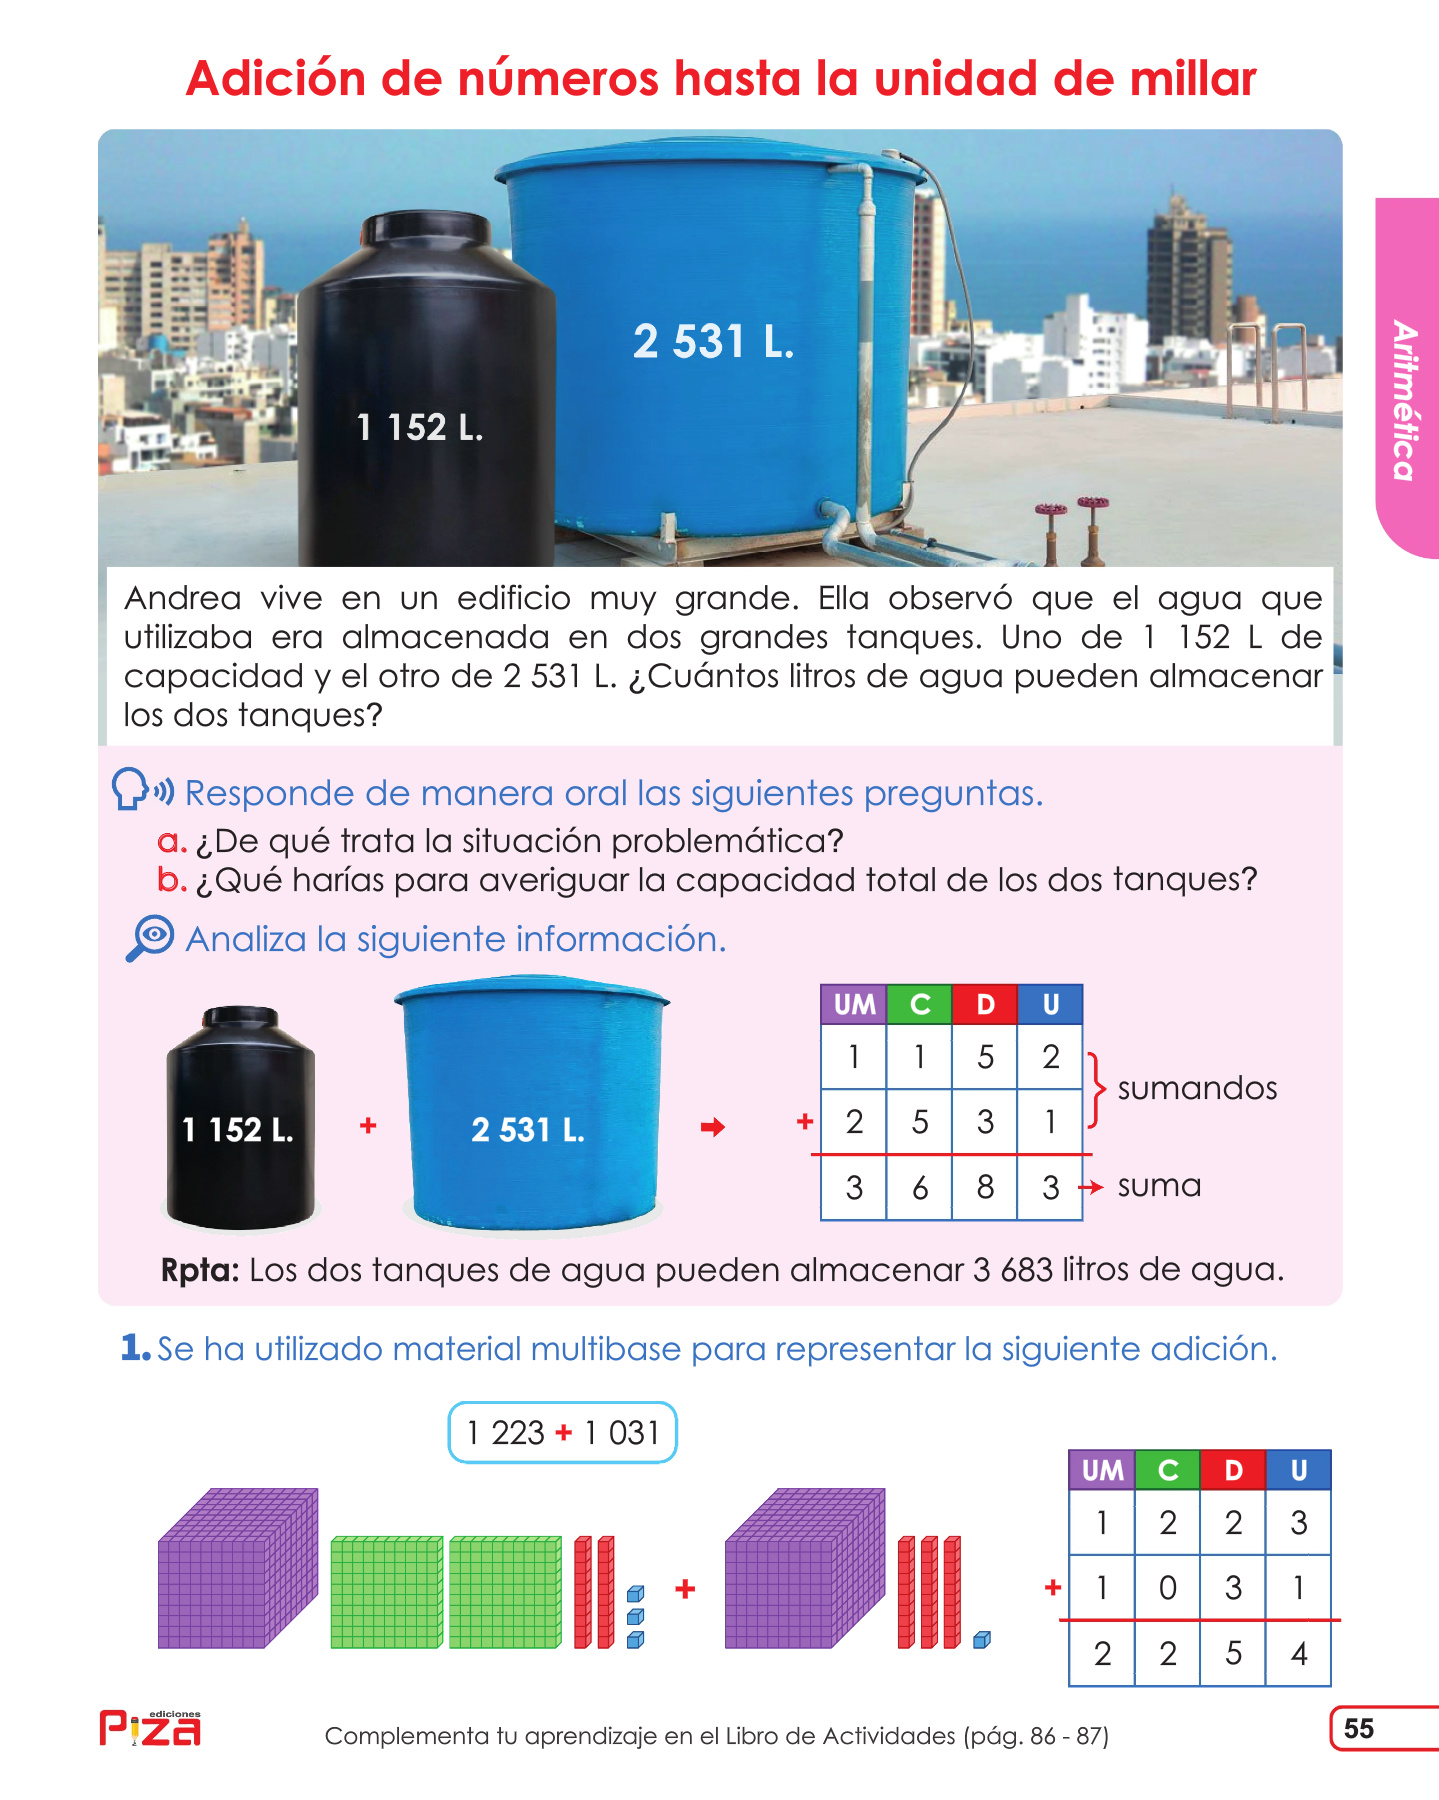 Adición de números hasta la unidad de millar
2 531 L.
1 152 L.
Aritmética
Andrea vive en un edificio muy grande. Ella observó que el agua que
utilizaba era almacenada en dos grandes tanques. Uno de 1 152 L de
capacidad y el otro de 2 531 L. ¿Cuántos litros de agua pueden almacenar
los dos tanques?
Responde de manera oral las siguientes preguntas.
a. ¿De qué trata la situación problemática?
b. ¿Qué harías para averiguar la capacidad total de los dos tanques?
Analiza la siguiente información.
1 152 L. + 2 531 L.
UM C D U
1 1 5 2
+ 2 5 3 1
sumandos
3 6 8 3
suma
Rpta: Los dos tanques de agua pueden almacenar 3 683 litros de agua.
1. Se ha utilizado material multibase para representar la siguiente adición.
1 223 + 1 031
+
UM C D U
1 2 2 3
+ 1 0 3 1
2 2 5 4
ediciones
Piza
Complementa tu aprendizaje en el Libro de Actividades (pág. 86 - 87)
55